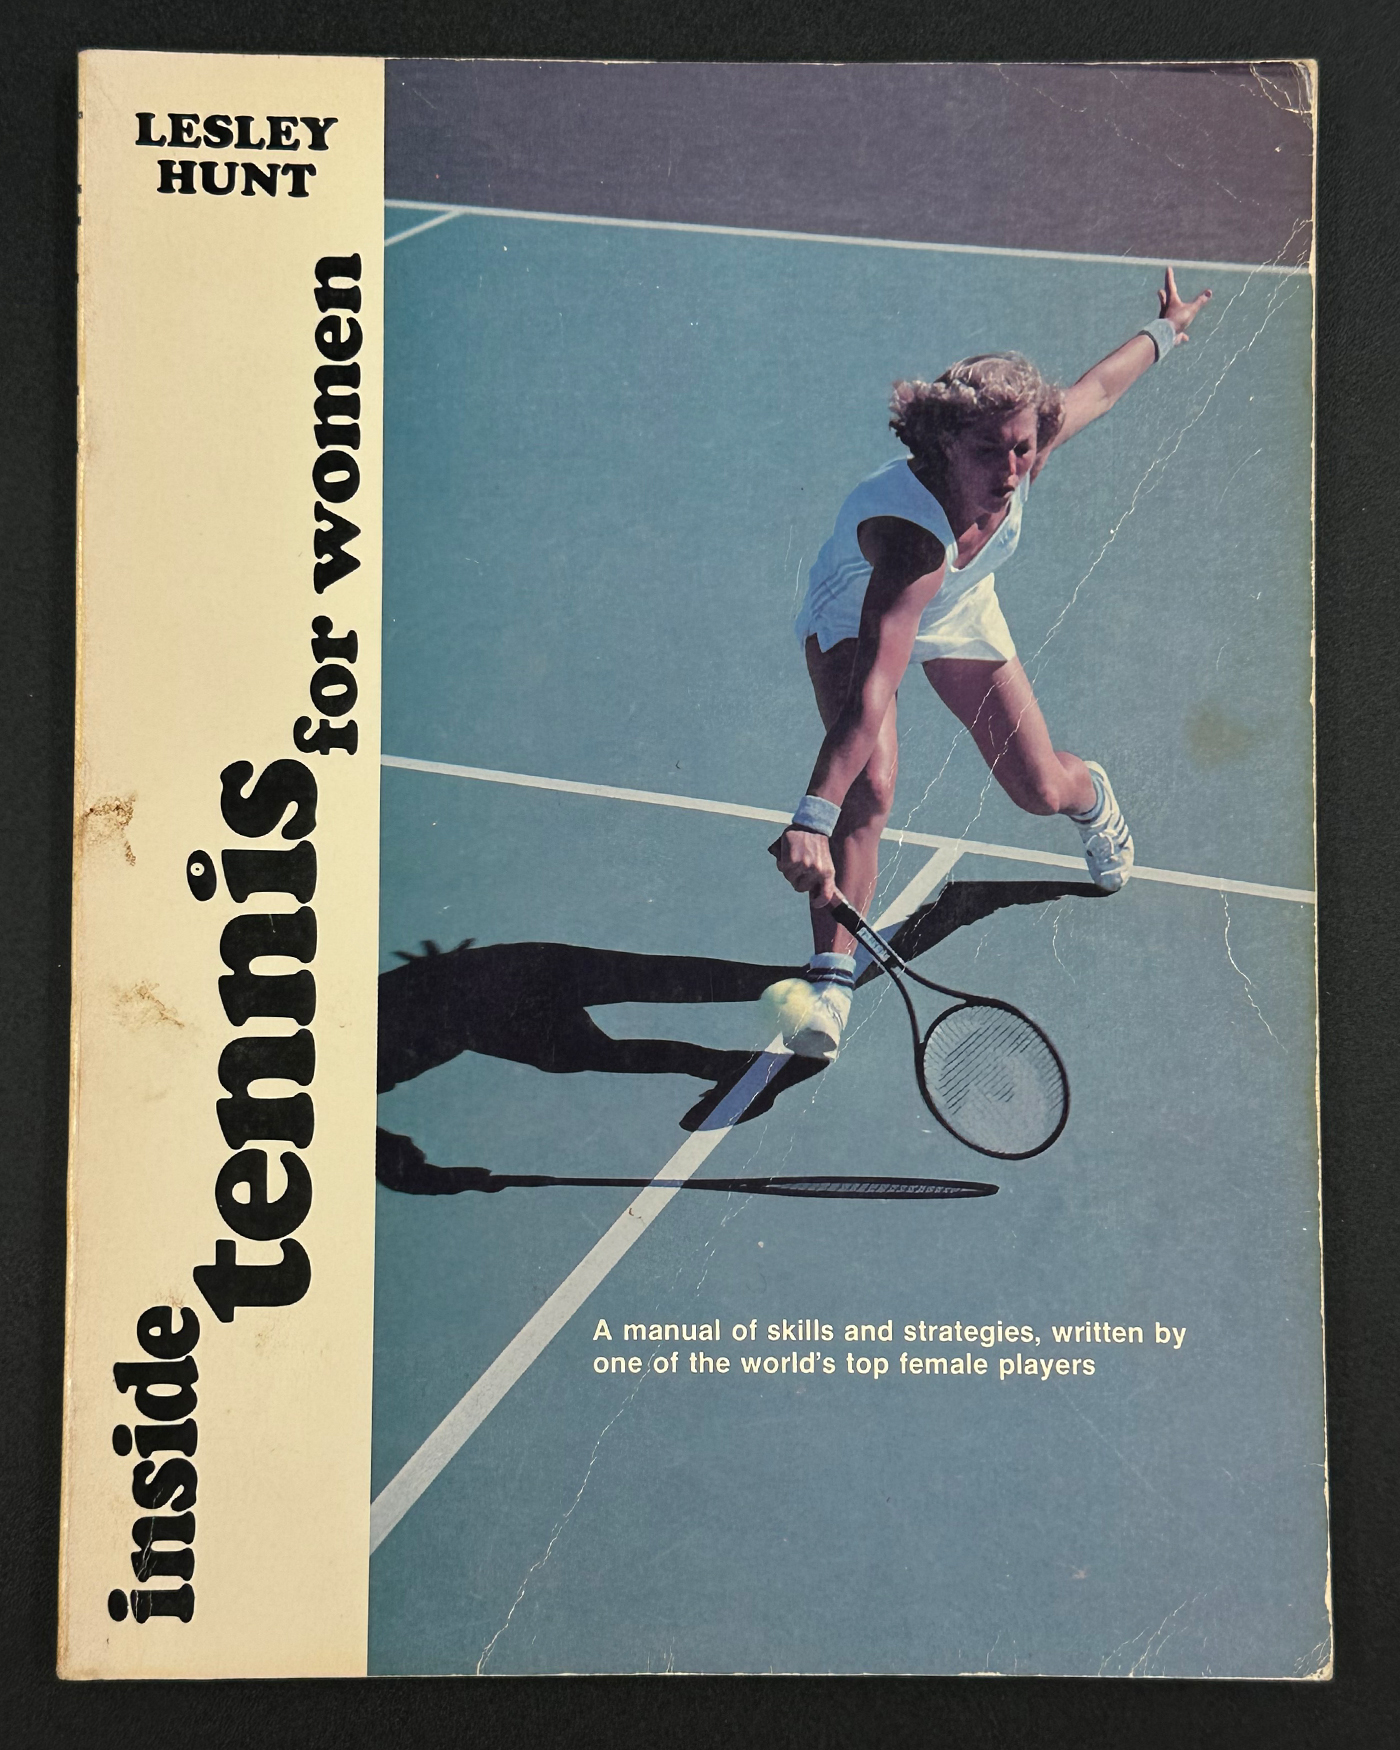 LESLEY
HUNT
inside
tennis
for women
A manual of skills and strategies, written by
one of the world's top female players